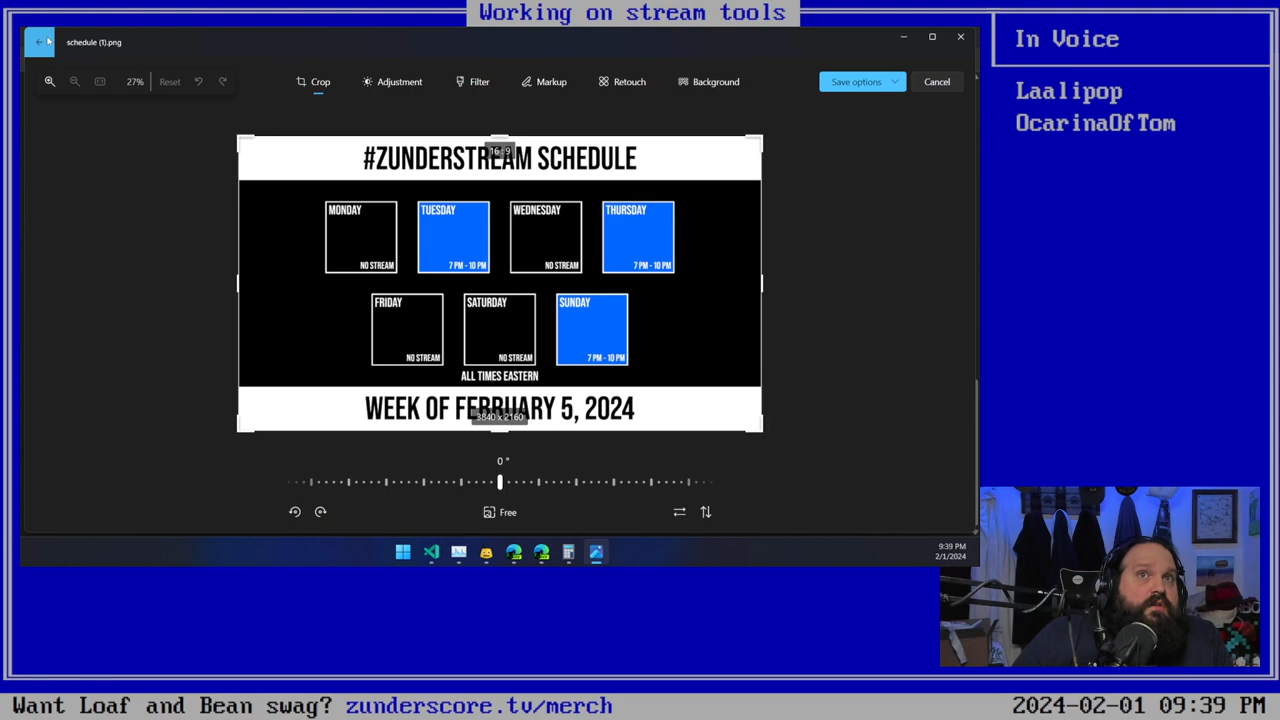 Working on stream tools
schedule (1).png
27%
Reset
Crop
Adjustment
Filter
Markup
Retouch
Background
Save options
Cancel
In Voice
Laalipop
OcarinaOfTom
#ZUNDERSTREAM SCHEDULE
16:9
MONDAY
NO STREAM
TUESDAY
7 PM - 10 PM
WEDNESDAY
NO STREAM
THURSDAY
7 PM - 10 PM
FRIDAY
NO STREAM
SATURDAY
NO STREAM
SUNDAY
7 PM - 10 PM
ALL TIMES EASTERN
WEEK OF FEBRUARY 5, 2024
3840 x 2160
0 °
Free
9:39 PM
2/1/2024
Want Loaf and Bean swag? zunderscore.tv/merch
2024-02-01 09:39 PM